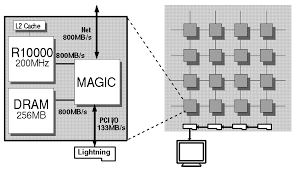 L2 Cache
Net
800MB/s
R10000
200MHz
800MB/s
MAGIC
DRAM
256MB
800MB/s
PCI I/O
133MB/s
Lightning